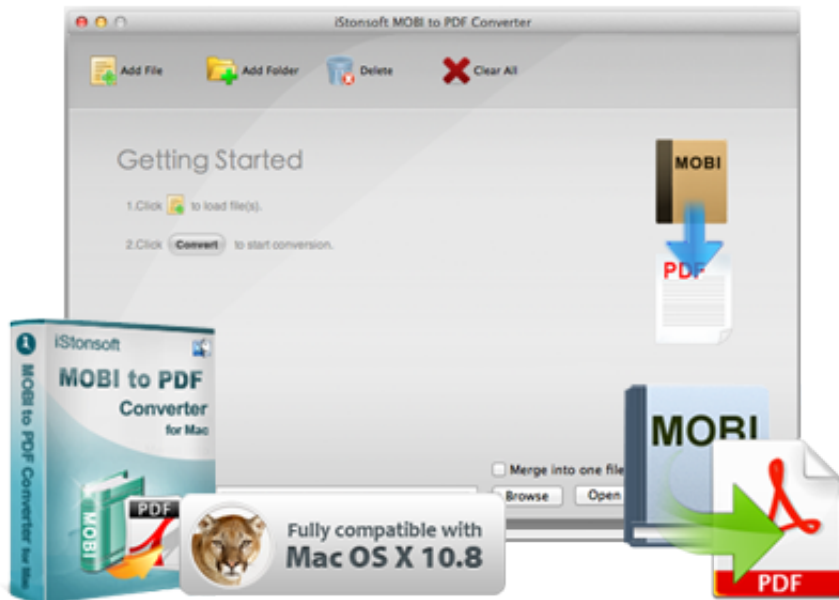 iStonsoft MOBI to PDF Converter
Add File
Add Folder
Delete
Clear All
Getting Started
1.Click to load file(s).
2.Click Convert to start conversion.
MOBI
PDF
iStonsoft
MOBI to PDF
Converter
for Mac
MOBI to PDF Converter for Mac
MOBI
PDF
Merge into one file
Browse
Open
Fully compatible with
Mac OS X 10.8
MOBI
PDF